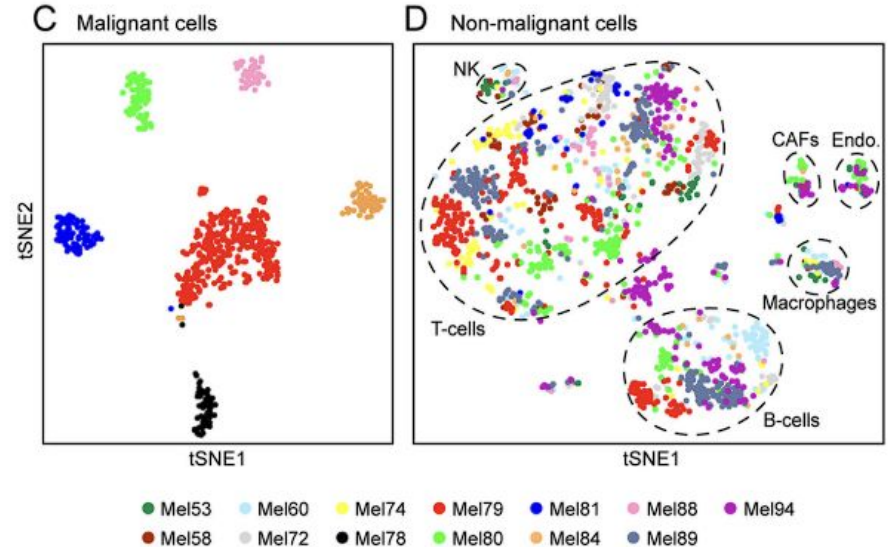 C Malignant cells
D Non-malignant cells
NK
CAFs Endo.
tSNE2
Macrophages
T-cells
B-cells
tSNE1
tSNE1
Mel53 Mel60 Mel74 Mel79 Mel81 Mel88 Mel94
Mel58 Mel72 Mel78 Mel80 Mel84 Mel89